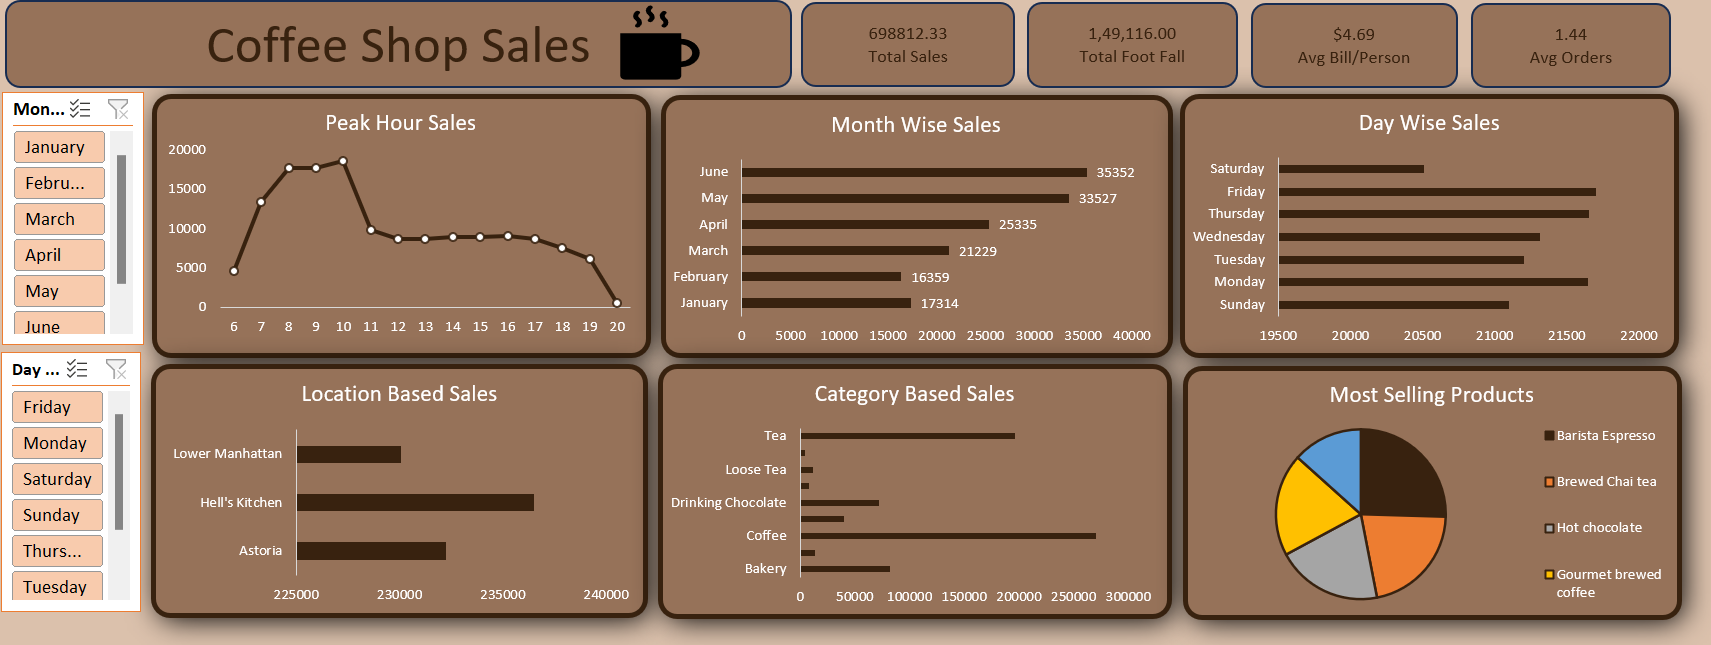 Coffee Shop Sales
698812.33
Total Sales
1,49,116.00
Total Foot Fall
$4.69
Avg Bill/Person
1.44
Avg Orders
Mon...
January
Febru...
March
April
May
June
Day ...
Friday
Monday
Saturday
Sunday
Thurs...
Tuesday
Peak Hour Sales
20000
15000
10000
5000
0
6 7 8 9 10 11 12 13 14 15 16 17 18 19 20
Month Wise Sales
June 35352
May 33527
April 25335
March 21229
February 16359
January 17314
0 5000 10000 15000 20000 25000 30000 35000 40000
Day Wise Sales
Saturday
Friday
Thursday
Wednesday
Tuesday
Monday
Sunday
19500 20000 20500 21000 21500 22000
Location Based Sales
Lower Manhattan
Hell's Kitchen
Astoria
225000 230000 235000 240000
Category Based Sales
Tea
Loose Tea
Drinking Chocolate
Coffee
Bakery
0 50000 100000 150000 200000 250000 300000
Most Selling Products
Barista Espresso
Brewed Chai tea
Hot chocolate
Gourmet brewed
coffee